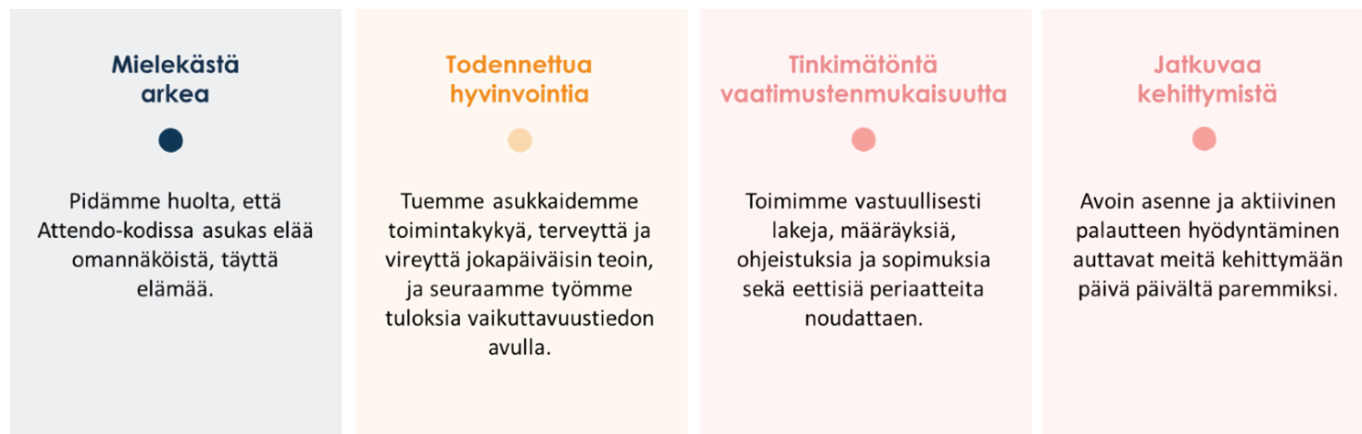 Mielekästä
arkea
Pidämme huolta, että
Attendo-kodissa asukas elää
omannäköistä, täyttä
elämää.
Todennettua
hyvinvointia
Tuemme asukkaidemme
toimintakykyä, terveyttä ja
vireyttä jokapäiväisin teoin,
ja seuraamme työmme
tuloksia vaikuttavuustiedon
avulla.
Tinkimätöntä
vaatimustenmukaisuutta
Toimimme vastuullisesti
lakeja, määräyksiä,
ohjeistuksia ja sopimuksia
sekä eettisiä periaatteita
noudattaen.
Jatkuvaa
kehittymistä
Avoin asenne ja aktiivinen
palautteen hyödyntäminen
auttavat meitä kehittymään
päivä päivältä paremmiksi.